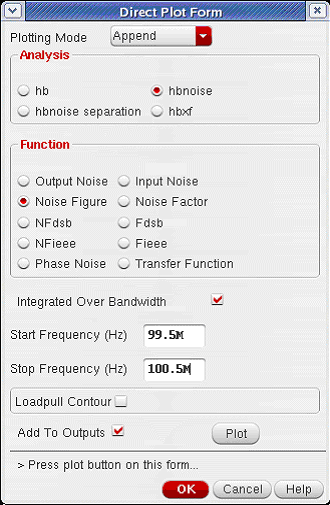 Direct Plot Form
Plotting Mode Append
Analysis
hb hbnoise
hbnoise separation hbxf
Function
Output Noise Input Noise
Noise Figure Noise Factor
NFdsb Fdsb
NFieee Fieee
Phase Noise Transfer Function
Integrated Over Bandwidth
Start Frequency (Hz) 99.5M
Stop Frequency (Hz) 100.5M
Loadpull Contour
Add To Outputs Plot
> Press plot button on this form...
OK Cancel Help